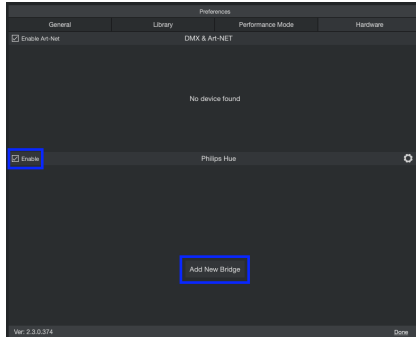 Preferences
General Library Performance Mode Hardware
Enable Art-Net DMX & Art-NET
No device found
Enable Philips Hue
Add New Bridge
Ver: 2.3.0.374 Done